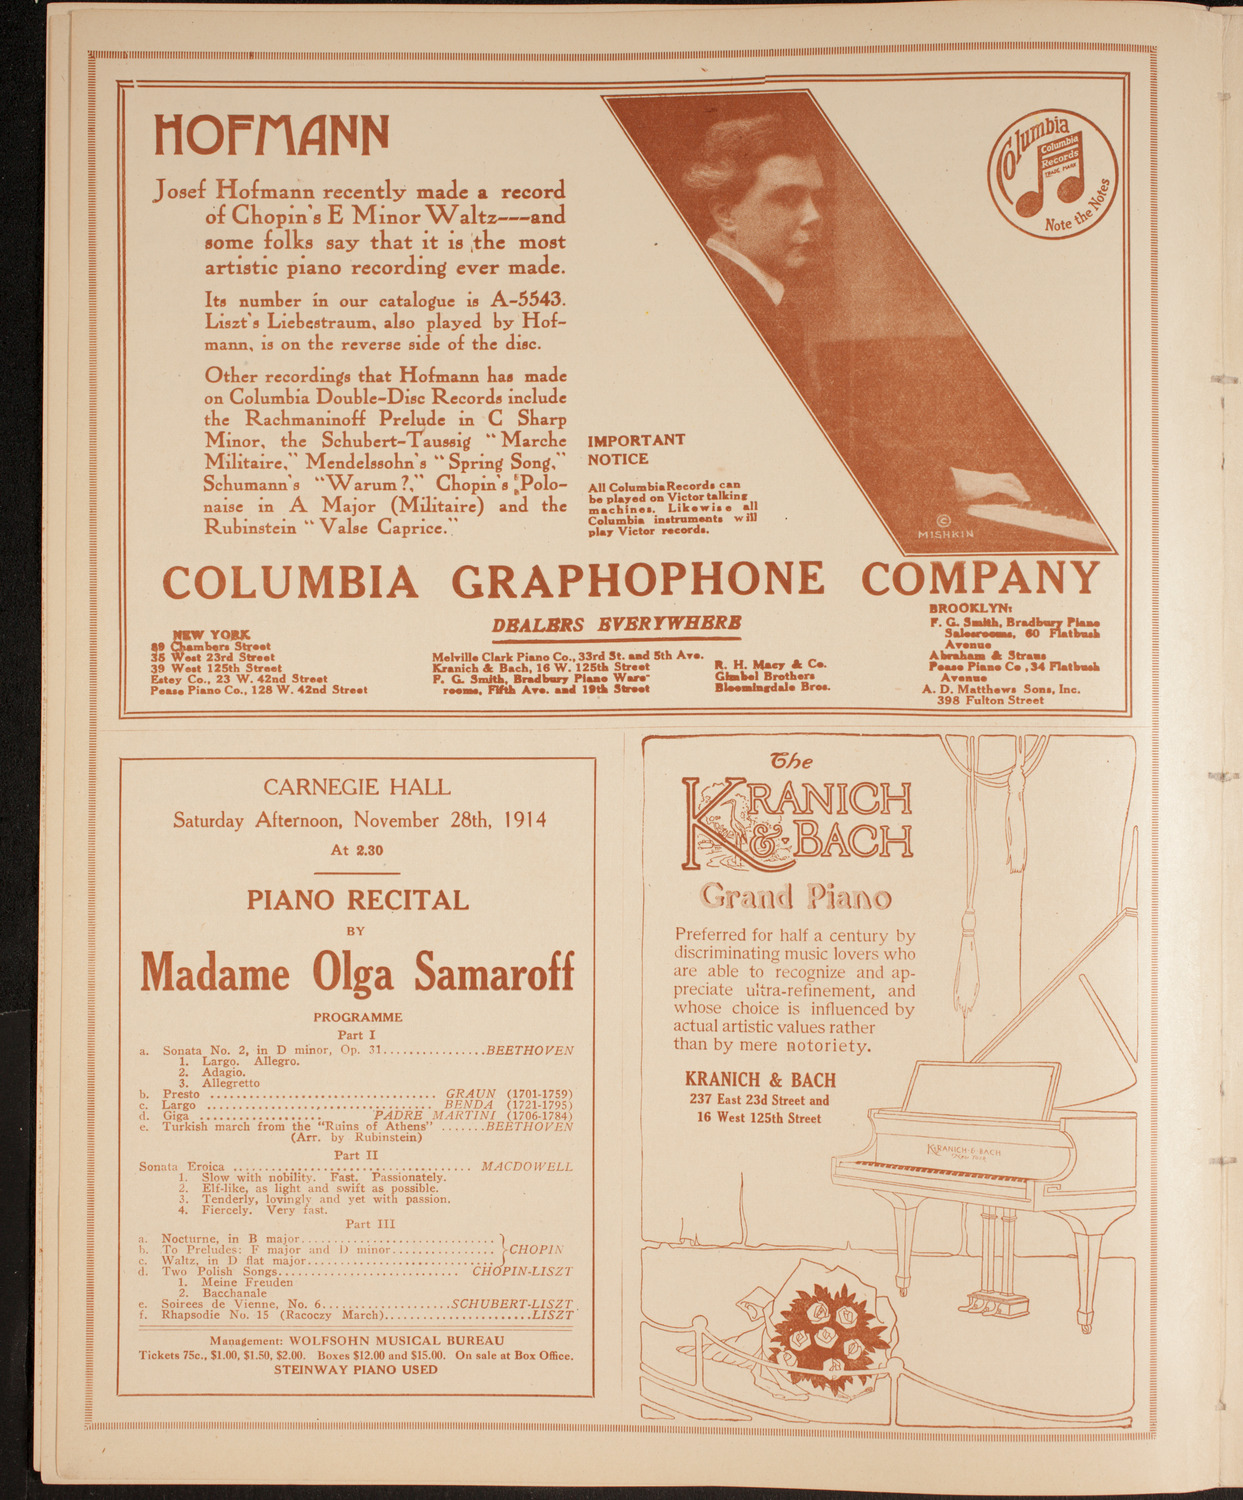 HOFMANN
Josef Hofmann recently made a record
of Chopin's E Minor Waltz---and
some folks say that it is the most
artistic piano recording ever made.
Its number in our catalogue is A-5543.
Liszt's Liebestraum, also played by Hof-
mann, is on the reverse side of the disc.
Other recordings that Hofmann has made
on Columbia Double-Disc Records include
the Rachmaninoff Prelude in C Sharp
Minor, the Schubert-Taussig "Marche
Militaire," Mendelssohn's "Spring Song,"
Schumann's "Warum?," Chopin's Polo-
naise in A Major (Militaire) and the
Rubinstein "Valse Caprice."
IMPORTANT
NOTICE
All Columbia Records can
be played on Victor talking
machines. Likewise all
Columbia instruments will
play Victor records.
© MISHKIN
Columbia
Columbia
Records
TRADE MARK
Note the Notes
COLUMBIA GRAPHOPHONE COMPANY
DEALERS EVERYWHERE
NEW YORK
89 Chambers Street
35 West 23rd Street
39 West 125th Street
Estey Co., 23 W. 42nd Street
Pease Piano Co., 128 W. 42nd Street
Melville Clark Piano Co., 33rd St. and 5th Ave.
Kranich & Bach, 16 W. 125th Street
F. G. Smith, Bradbury Piano Ware-
rooms, Fifth Ave. and 19th Street
R. H. Macy & Co.
Gimbel Brothers
Bloomingdale Bros.
BROOKLYN:
F. G. Smith, Bradbury Piano
Salesrooms, 60 Flatbush
Avenue
Abraham & Straus
Pease Piano Co., 34 Flatbush
Avenue
A. D. Matthews Sons, Inc.
398 Fulton Street
CARNEGIE HALL
Saturday Afternoon, November 28th, 1914
At 2.30
PIANO RECITAL
BY
Madame Olga Samaroff
PROGRAMME
Part I
a. Sonata No. 2, in D minor, Op. 31................BEETHOVEN
1. Largo. Allegro.
2. Adagio.
3. Allegretto
b. Presto .................................... GRAUN (1701-1759)
c. Largo .................................... BENDA (1721-1795)
d. Giga ................... PADRE MARTINI (1706-1784)
e. Turkish march from the "Ruins of Athens" .......BEETHOVEN
(Arr. by Rubinstein)
Part II
Sonata Eroica ...................................... MACDOWELL
1. Slow with nobility. Fast. Passionately.
2. Elf-like, as light and swift as possible.
3. Tenderly, lovingly and yet with passion.
4. Fiercely. Very fast.
Part III
a. Nocturne, in B major...............................
b. To Preludes: F major and D minor................ CHOPIN
c. Waltz, in D flat major..............................
d. Two Polish Songs............................. CHOPIN-LISZT
1. Meine Freuden
2. Bacchanale
e. Soirees de Vienne, No. 6.....................SCHUBERT-LISZT
f. Rhapsodie No. 15 (Racoczy March).......................LISZT
Management: WOLFSOHN MUSICAL BUREAU
Tickets 75c., $1.00, $1.50, $2.00. Boxes $12.00 and $15.00. On sale at Box Office.
STEINWAY PIANO USED
The
KRANICH
& BACH
Grand Piano
Preferred for half a century by
discriminating music lovers who
are able to recognize and ap-
preciate ultra-refinement, and
whose choice is influenced by
actual artistic values rather
than by mere notoriety.
KRANICH & BACH
237 East 23d Street and
16 West 125th Street
KRANICH & BACH